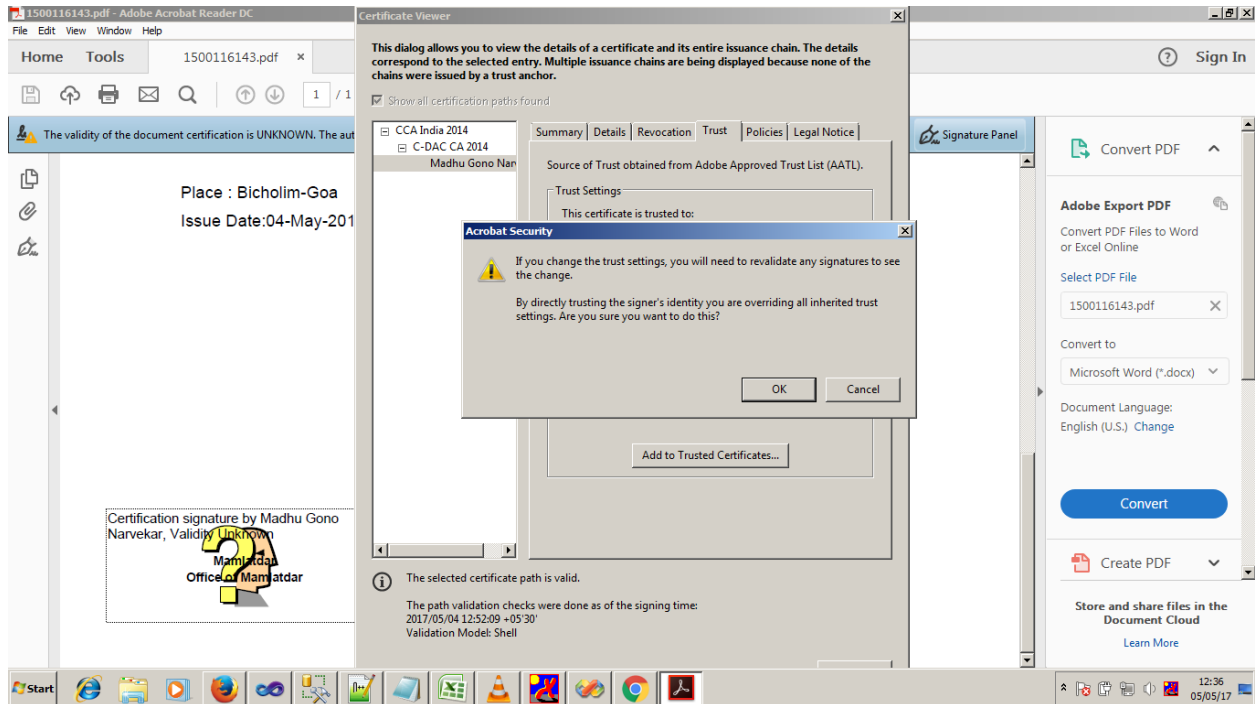 1500116143.pdf - Adobe Acrobat Reader DC
File Edit View Window Help
Home Tools 1500116143.pdf ×
? Sign In
1 / 1
The validity of the document certification is UNKNOWN. The aut
Signature Panel
Place : Bicholim-Goa
Issue Date:04-May-201
Certification signature by Madhu Gono
Narvekar, Validity Unknown
Mamlatdar
Office of Mamlatdar
Certificate Viewer
This dialog allows you to view the details of a certificate and its entire issuance chain. The details
correspond to the selected entry. Multiple issuance chains are being displayed because none of the
chains were issued by a trust anchor.
Show all certification paths found
CCA India 2014
C-DAC CA 2014
Madhu Gono Nar
Summary Details Revocation Trust Policies Legal Notice
Source of Trust obtained from Adobe Approved Trust List (AATL).
Trust Settings
This certificate is trusted to:
Acrobat Security
If you change the trust settings, you will need to revalidate any signatures to see
the change.
By directly trusting the signer's identity you are overriding all inherited trust
settings. Are you sure you want to do this?
OK Cancel
Add to Trusted Certificates...
The selected certificate path is valid.
The path validation checks were done as of the signing time:
2017/05/04 12:52:09 +05'30'
Validation Model: Shell
Convert PDF
Adobe Export PDF
Convert PDF Files to Word
or Excel Online
Select PDF File
1500116143.pdf
Convert to
Microsoft Word (*.docx)
Document Language:
English (U.S.) Change
Convert
Create PDF
Store and share files in the
Document Cloud
Learn More
Start
12:36
05/05/17